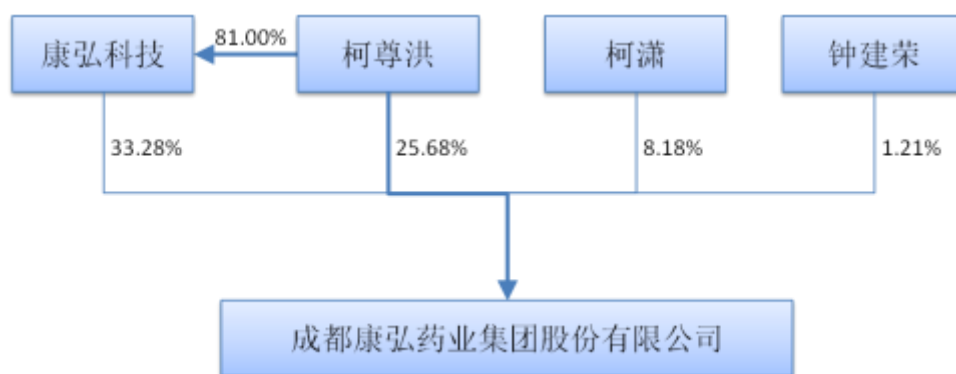 康弘科技
81.00%
柯尊洪
柯潇
钟建荣
33.28%
25.68%
8.18%
1.21%
成都康弘药业集团股份有限公司